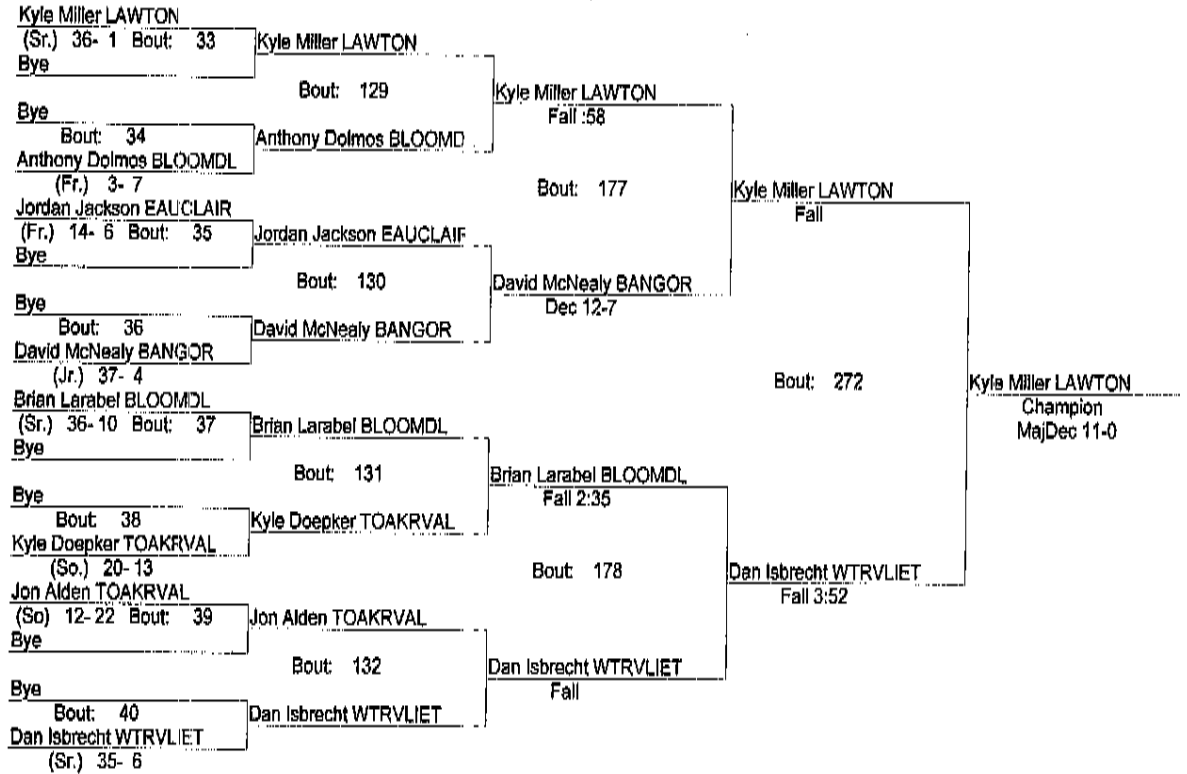 Kyle Miller LAWTON
(Sr.) 36- 1 Bout: 33
Bye
Bye
Bout: 34
Anthony Dolmos BLOOMDL
(Fr.) 3- 7
Jordan Jackson EAUCLAIR
(Fr.) 14- 6 Bout: 35
Bye
Bye
Bout: 36
David McNealy BANGOR
(Jr.) 37- 4
Brian Larabel BLOOMDL
(Sr.) 36- 10 Bout: 37
Bye
Bye
Bout: 38
Kyle Doepker TOAKRVAL
(So.) 20- 13
Jon Alden TOAKRVAL
(So) 12- 22 Bout: 39
Bye
Bye
Bout: 40
Dan Isbrecht WTRVLIET
(Sr.) 35- 6
Kyle Miller LAWTON
Bout: 129
Anthony Dolmos BLOOMD
Jordan Jackson EAUCLAIF
Bout: 130
David McNealy BANGOR
Brian Larabel BLOOMDL
Bout: 131
Kyle Doepker TOAKRVAL
Jon Alden TOAKRVAL
Bout: 132
Dan Isbrecht WTRVLIET
Kyle Miller LAWTON
Fall :58
Bout: 177
David McNealy BANGOR
Dec 12-7
Brian Larabel BLOOMDL
Fall 2:35
Bout: 178
Dan Isbrecht WTRVLIET
Fall
Kyle Miller LAWTON
Fall
Bout: 272
Dan Isbrecht WTRVLIET
Fall 3:52
Kyle Miller LAWTON
Champion
MajDec 11-0